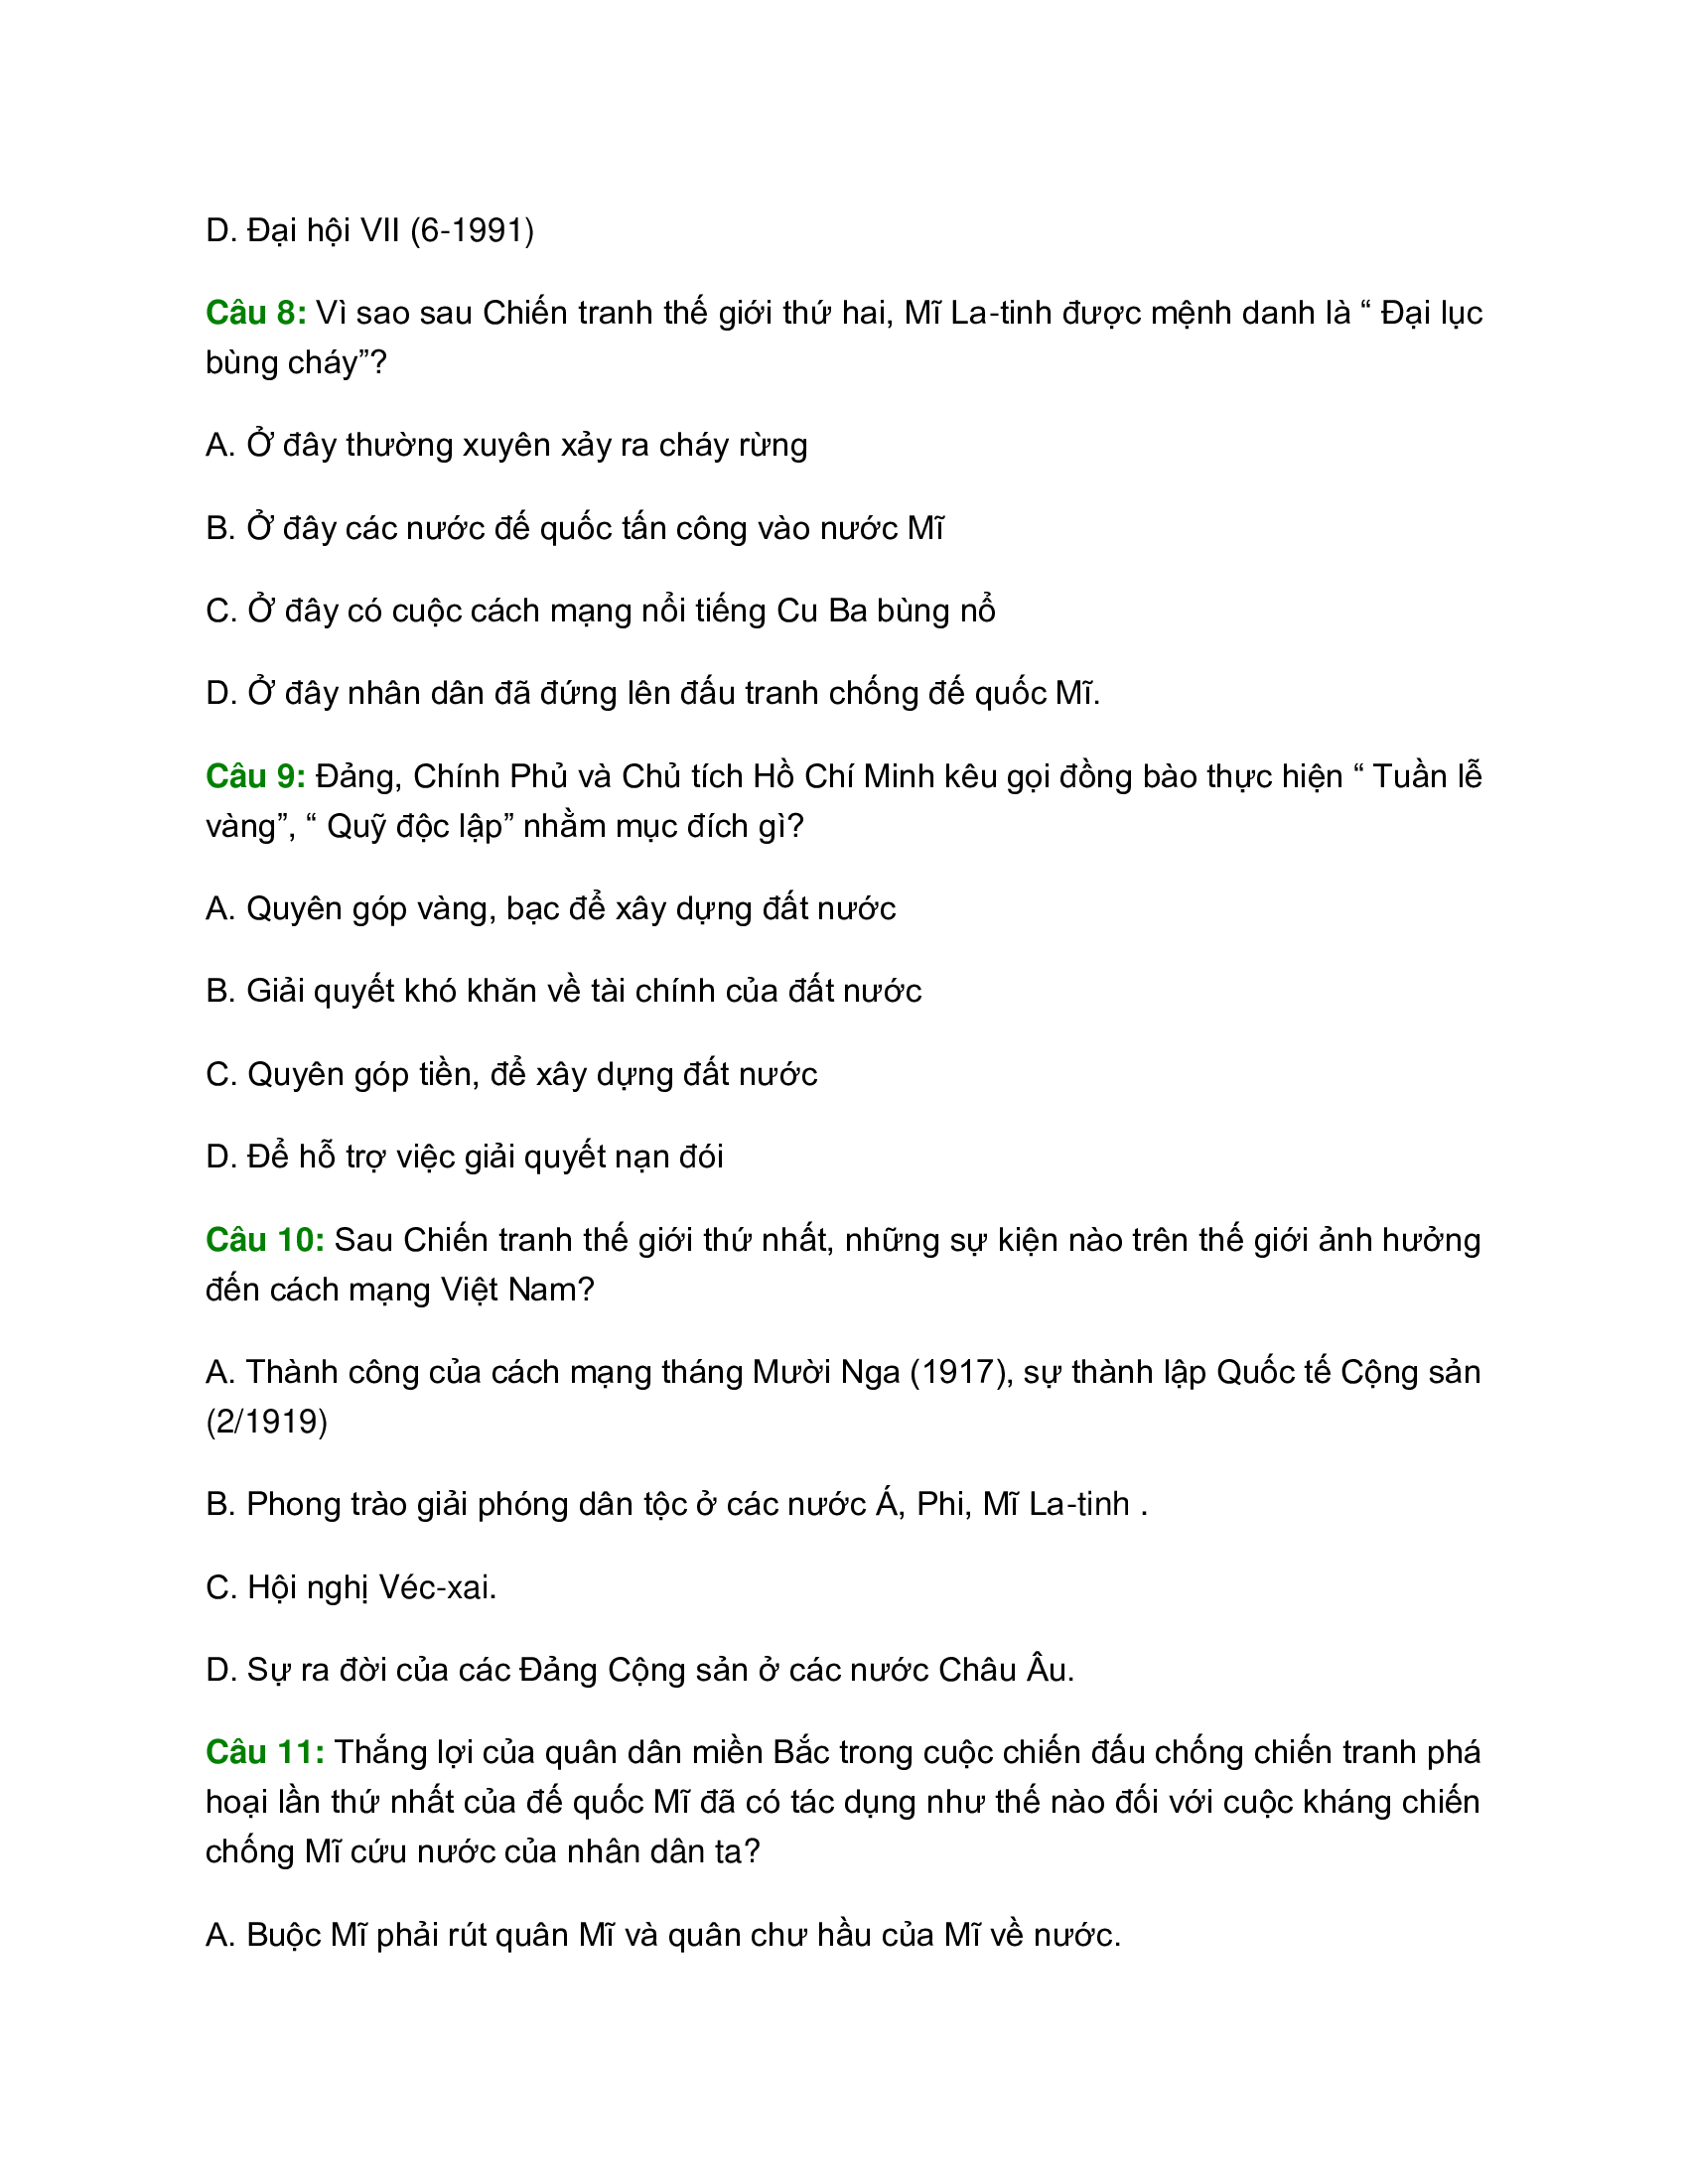 D. Đại hội VII (6-1991)
Câu 8: Vì sao sau Chiến tranh thế giới thứ hai, Mĩ La-tinh được mệnh danh là “ Đại lục
bùng cháy”?
A. Ở đây thường xuyên xảy ra cháy rừng
B. Ở đây các nước đế quốc tấn công vào nước Mĩ
C. Ở đây có cuộc cách mạng nổi tiếng Cu Ba bùng nổ
D. Ở đây nhân dân đã đứng lên đấu tranh chống đế quốc Mĩ.
Câu 9: Đảng, Chính Phủ và Chủ tích Hồ Chí Minh kêu gọi đồng bào thực hiện “ Tuần lễ
vàng”, “ Quỹ độc lập” nhằm mục đích gì?
A. Quyên góp vàng, bạc để xây dựng đất nước
B. Giải quyết khó khăn về tài chính của đất nước
C. Quyên góp tiền, để xây dựng đất nước
D. Để hỗ trợ việc giải quyết nạn đói
Câu 10: Sau Chiến tranh thế giới thứ nhất, những sự kiện nào trên thế giới ảnh hưởng
đến cách mạng Việt Nam?
A. Thành công của cách mạng tháng Mười Nga (1917), sự thành lập Quốc tế Cộng sản
(2/1919)
B. Phong trào giải phóng dân tộc ở các nước Á, Phi, Mĩ La-tinh .
C. Hội nghị Véc-xai.
D. Sự ra đời của các Đảng Cộng sản ở các nước Châu Âu.
Câu 11: Thắng lợi của quân dân miền Bắc trong cuộc chiến đấu chống chiến tranh phá
hoại lần thứ nhất của đế quốc Mĩ đã có tác dụng như thế nào đối với cuộc kháng chiến
chống Mĩ cứu nước của nhân dân ta?
A. Buộc Mĩ phải rút quân Mĩ và quân chư hầu của Mĩ về nước.